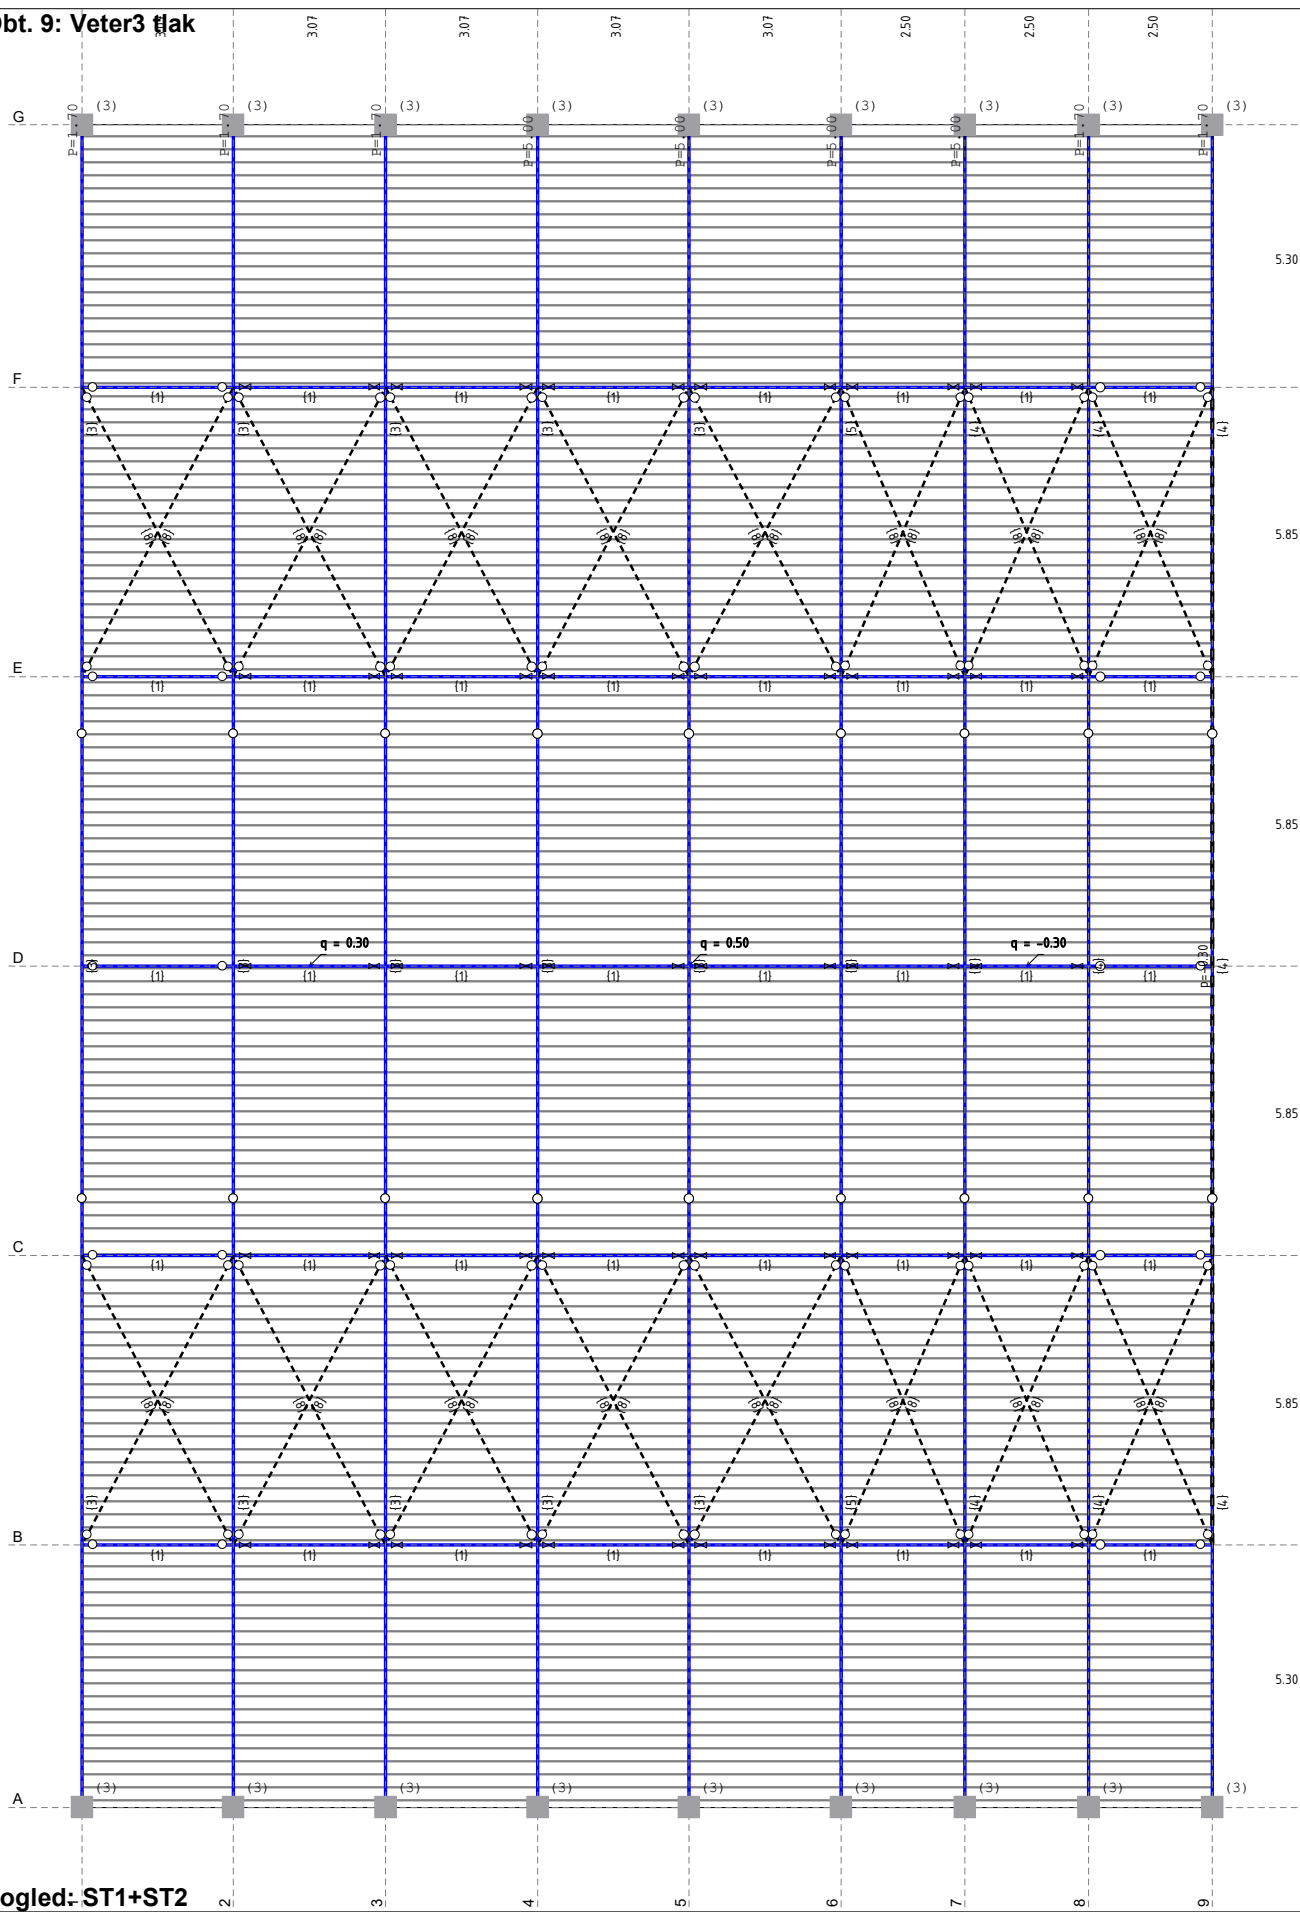 bt. 9: Veter3 tlak
3.07 3.07 3.07 3.07 2.50 2.50 2.50
(3) (3) (3) (3) (3) (3) (3) (3) (3)
G
P=1.70 P=1.70 P=1.70 P=5.00 P=5.00 P=5.00 P=5.00 P=1.70 P=1.70
5.30
F
{1} {1} {1} {1} {1} {1} {1} {1}
{3} {3} {3} {3} {3} {5} {4} {4} {4}
5.85
E
{1} {1} {1} {1} {1} {1} {1} {1}
5.85
q = 0.30 q = 0.50 q = -0.30
D
{4}
{1} {1} {1} {1} {1} {1} {1} {1}
5.85
C
{1} {1} {1} {1} {1} {1} {1} {1}
5.85
{3} {3} {3} {3} {3} {5} {4} {4} {4}
B
{1} {1} {1} {1} {1} {1} {1} {1}
5.30
(3) (3) (3) (3) (3) (3) (3) (3) (3)
A
ogled: ST1+ST2
2 3 4 5 6 7 8 9